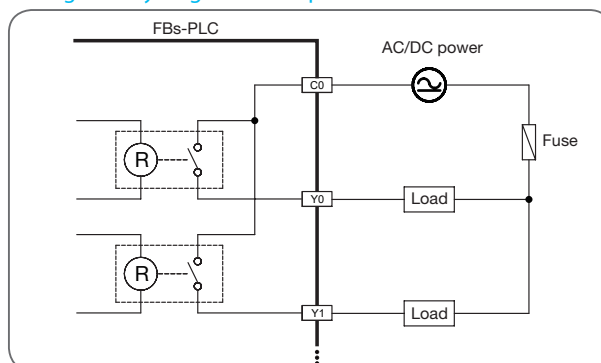 FBs-PLC
AC/DC power
C0
Fuse
R
Y0
Load
R
Y1
Load